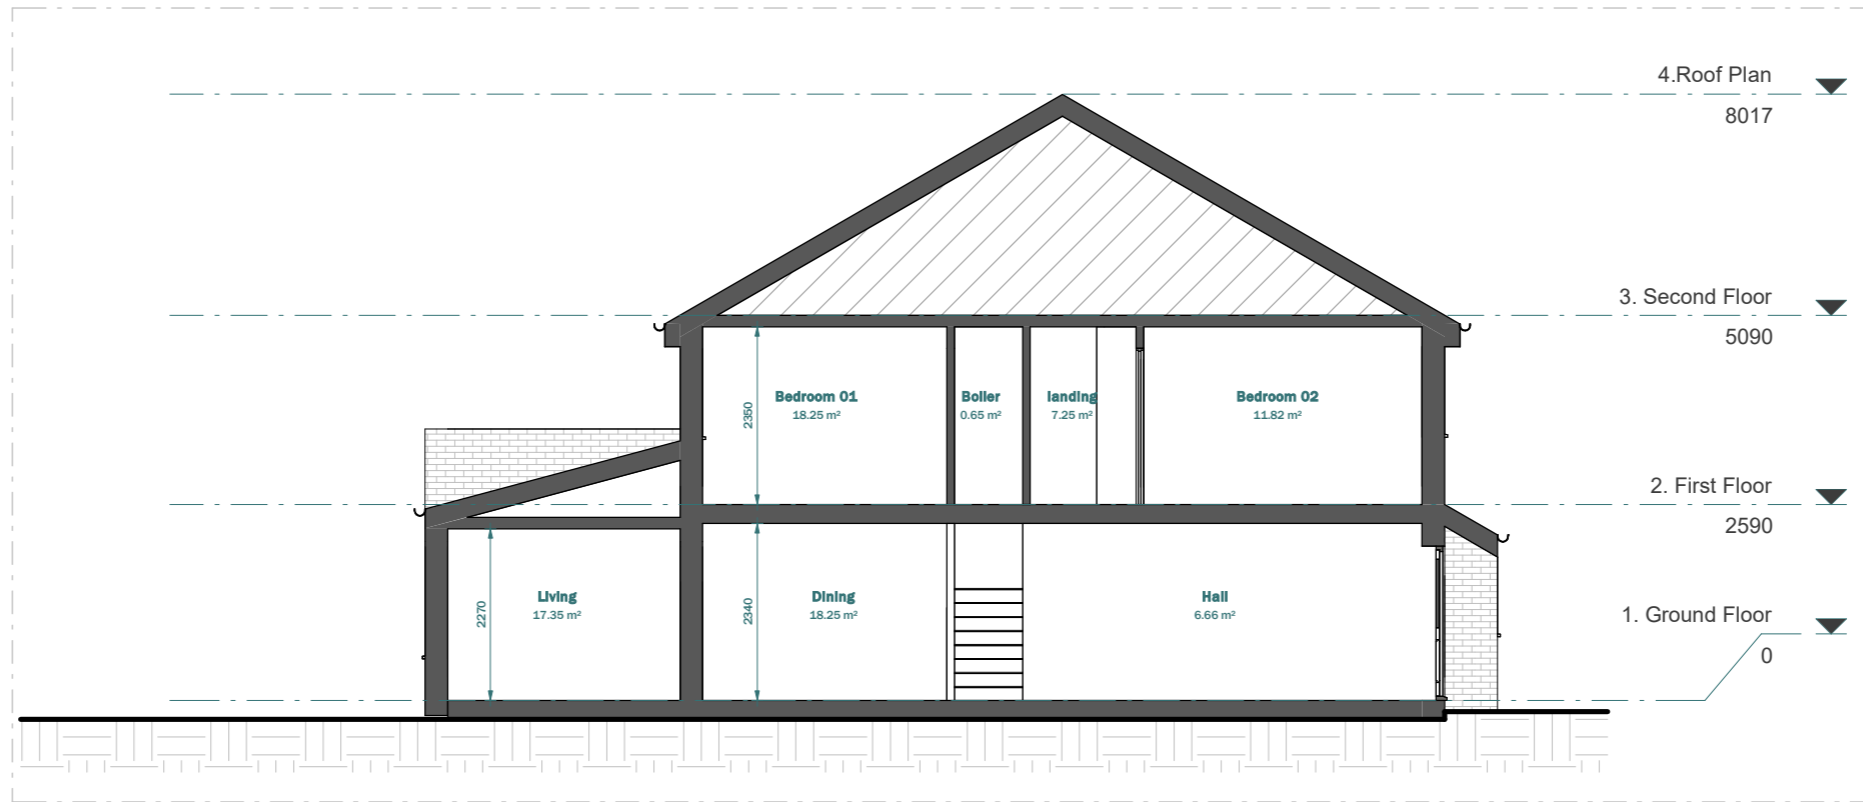 4.Roof Plan
8017
3. Second Floor
5090
Bedroom 01
18.25 m²
Boiler
0.65 m²
landing
7.25 m²
Bedroom 02
11.82 m²
2350
2. First Floor
2590
Living
17.35 m²
2270
Dining
18.25 m²
2340
Hall
6.66 m²
1. Ground Floor
0